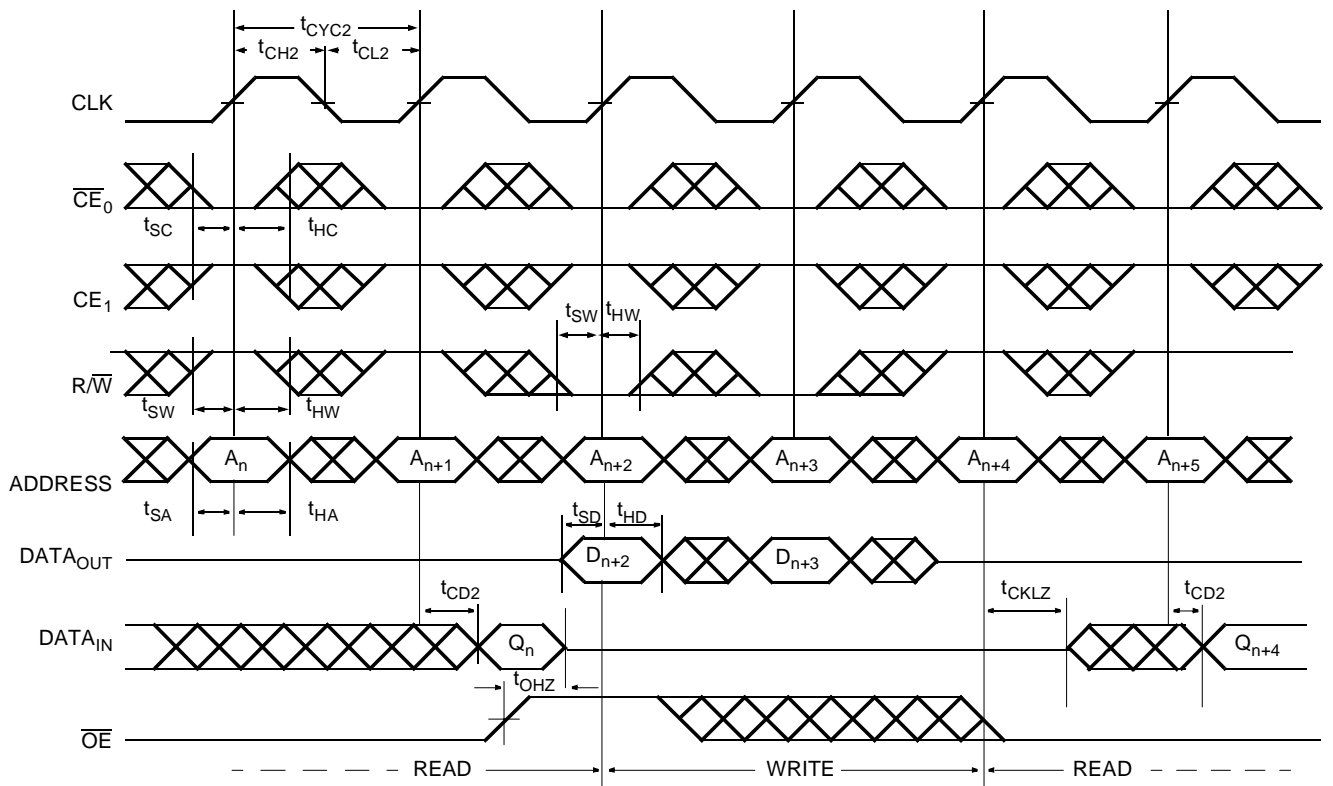 tCYC2
tCH2 tCL2
CLK
CE0
tSC tHC
CE1
tSW tHW
R/W
tSW tHW
An An+1 An+2 An+3 An+4 An+5
ADDRESS
tSA tHA tSD tHD
DATAOUT Dn+2 Dn+3
tCD2 tCKLZ tCD2
DATAIN Qn Qn+4
tOHZ
OE
READ WRITE READ